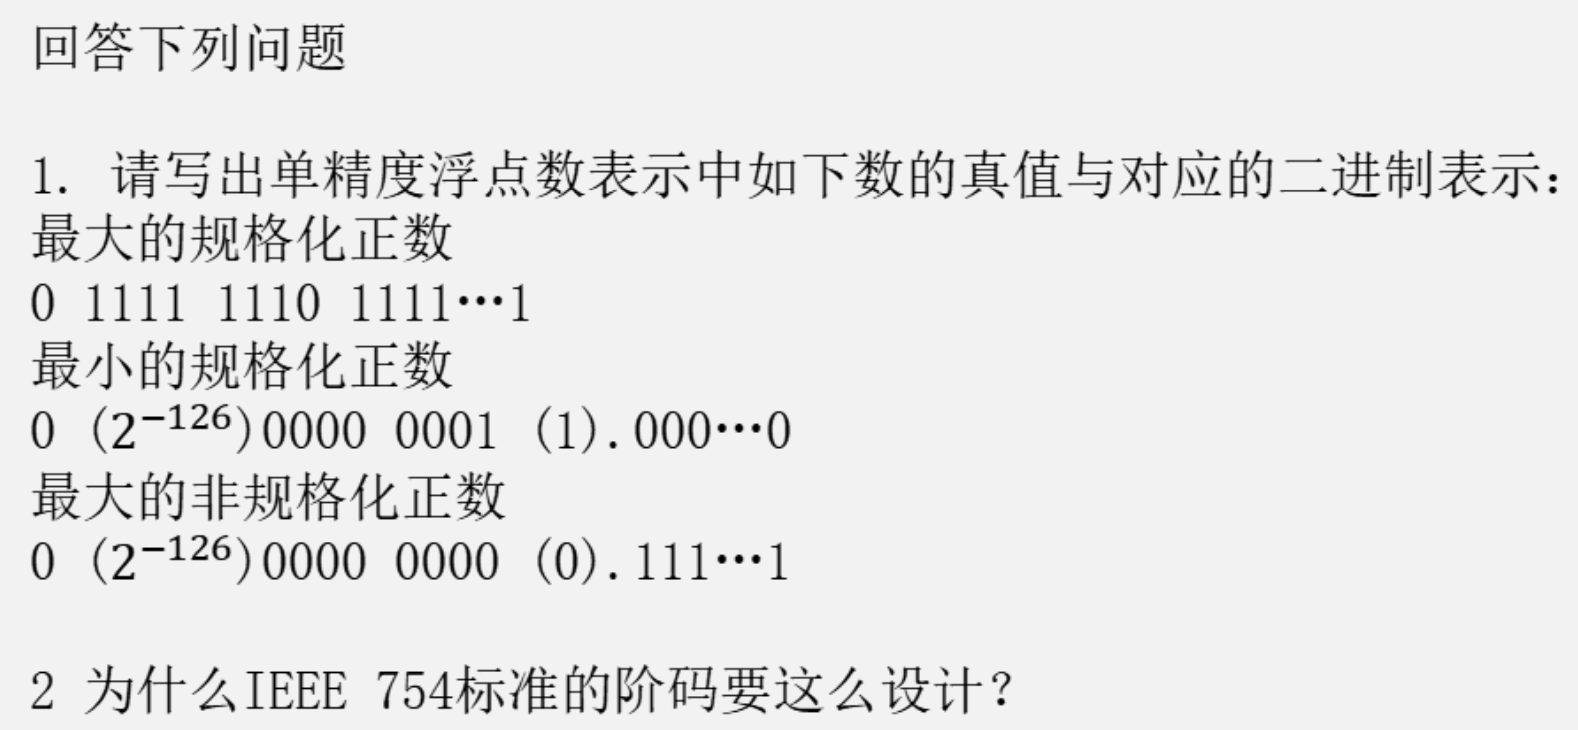 回答下列问题
1. 请写出单精度浮点数表示中如下数的真值与对应的二进制表示：
最大的规格化正数
0 1111 1110 1111…1
最小的规格化正数
0 (2⁻¹²⁶)0000 0001 (1).000…0
最大的非规格化正数
0 (2⁻¹²⁶)0000 0000 (0).111…1
2 为什么IEEE 754标准的阶码要这么设计？